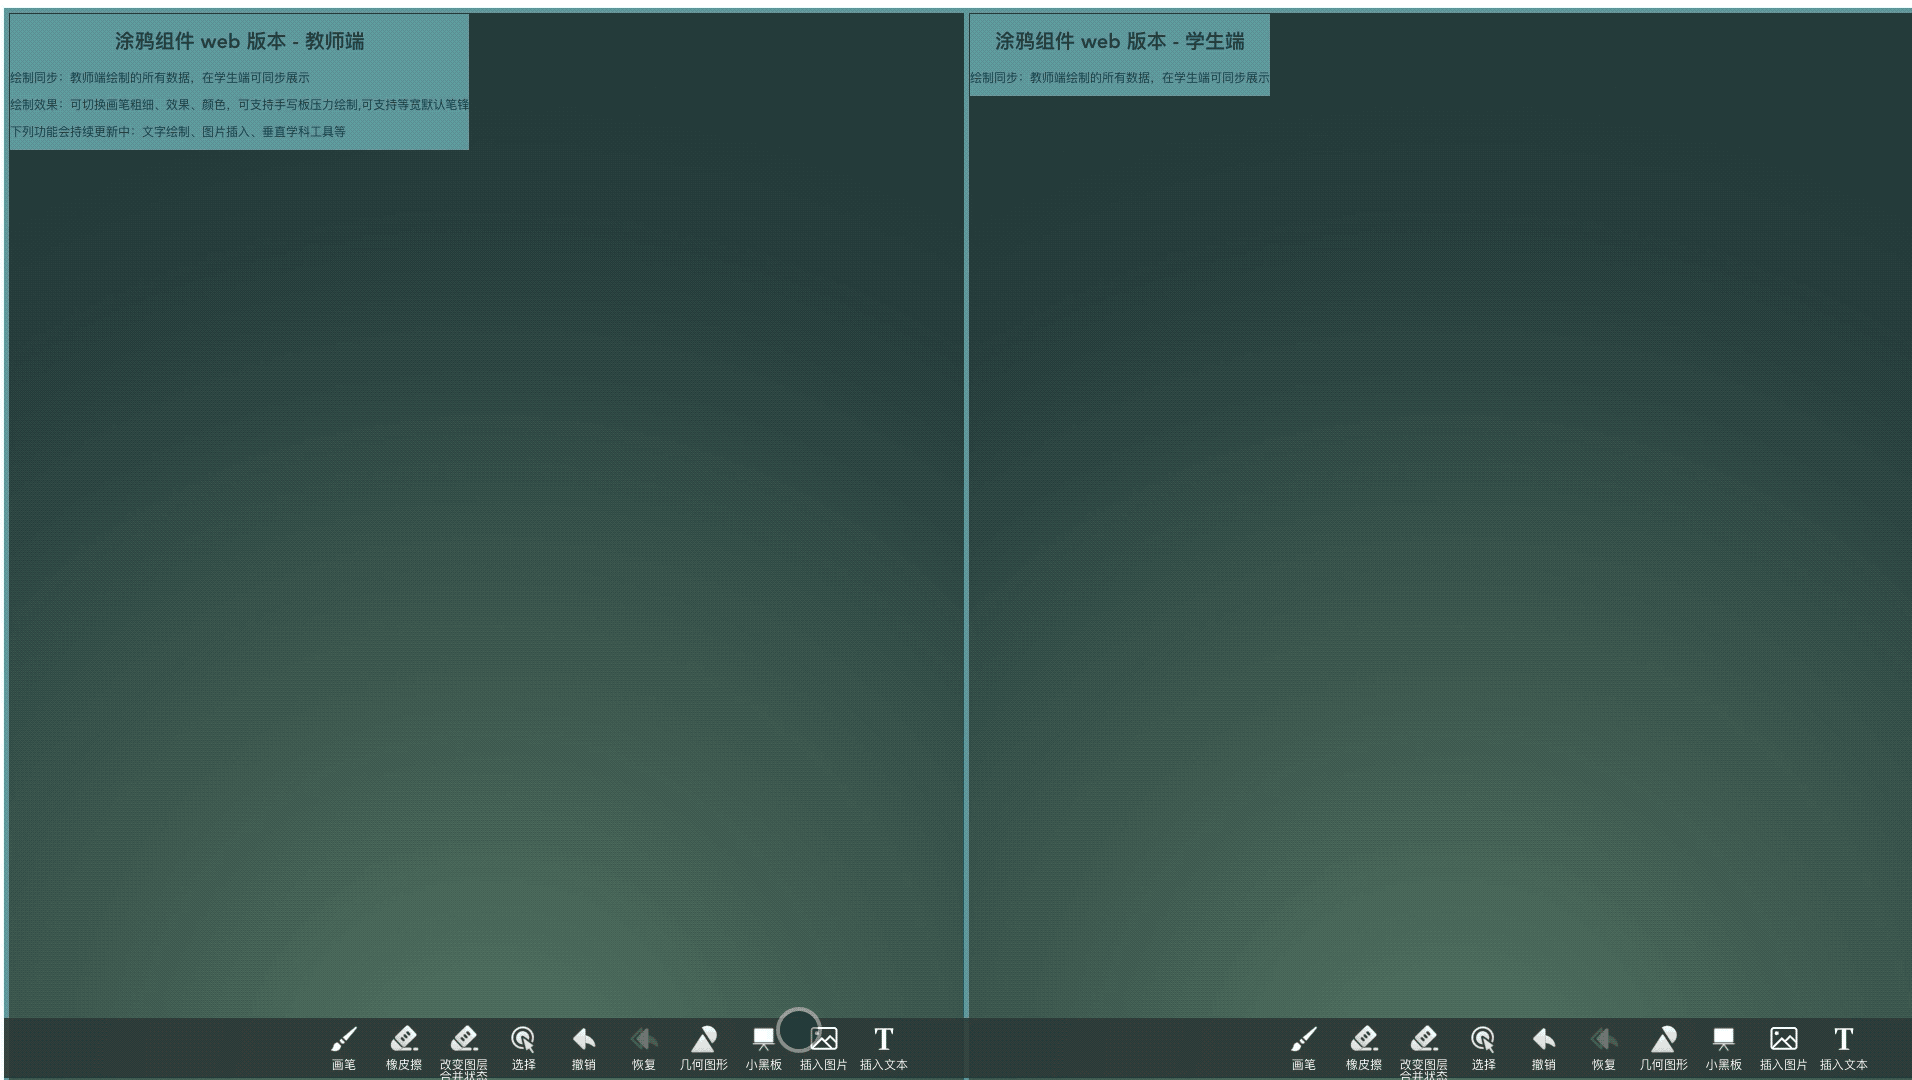 涂鸦组件 web 版本 - 教师端
绘制同步：教师端绘制的所有数据，在学生端可同步展示
绘制效果：可切换画笔粗细、效果、颜色，可支持手写板压力绘制,可支持等宽默认笔锋
下列功能会持续更新中：文字绘制、图片插入、垂直学科工具等
涂鸦组件 web 版本 - 学生端
绘制同步：教师端绘制的所有数据，在学生端可同步展示
画笔
橡皮擦
改变图层
合并状态
选择
撤销
恢复
几何图形
小黑板
插入图片
T
插入文本
画笔
橡皮擦
改变图层
合并状态
选择
撤销
恢复
几何图形
小黑板
插入图片
T
插入文本